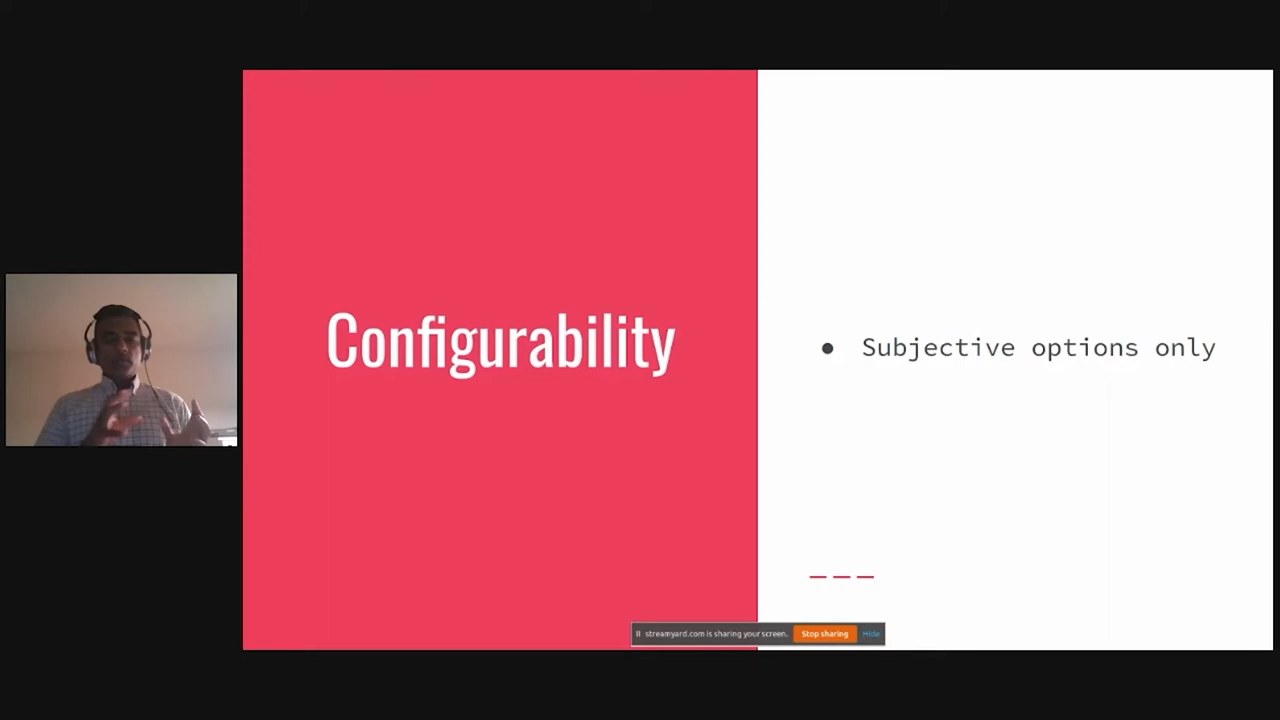 Configurability
● Subjective options only
streamyard.com is sharing your screen. Stop sharing Hide